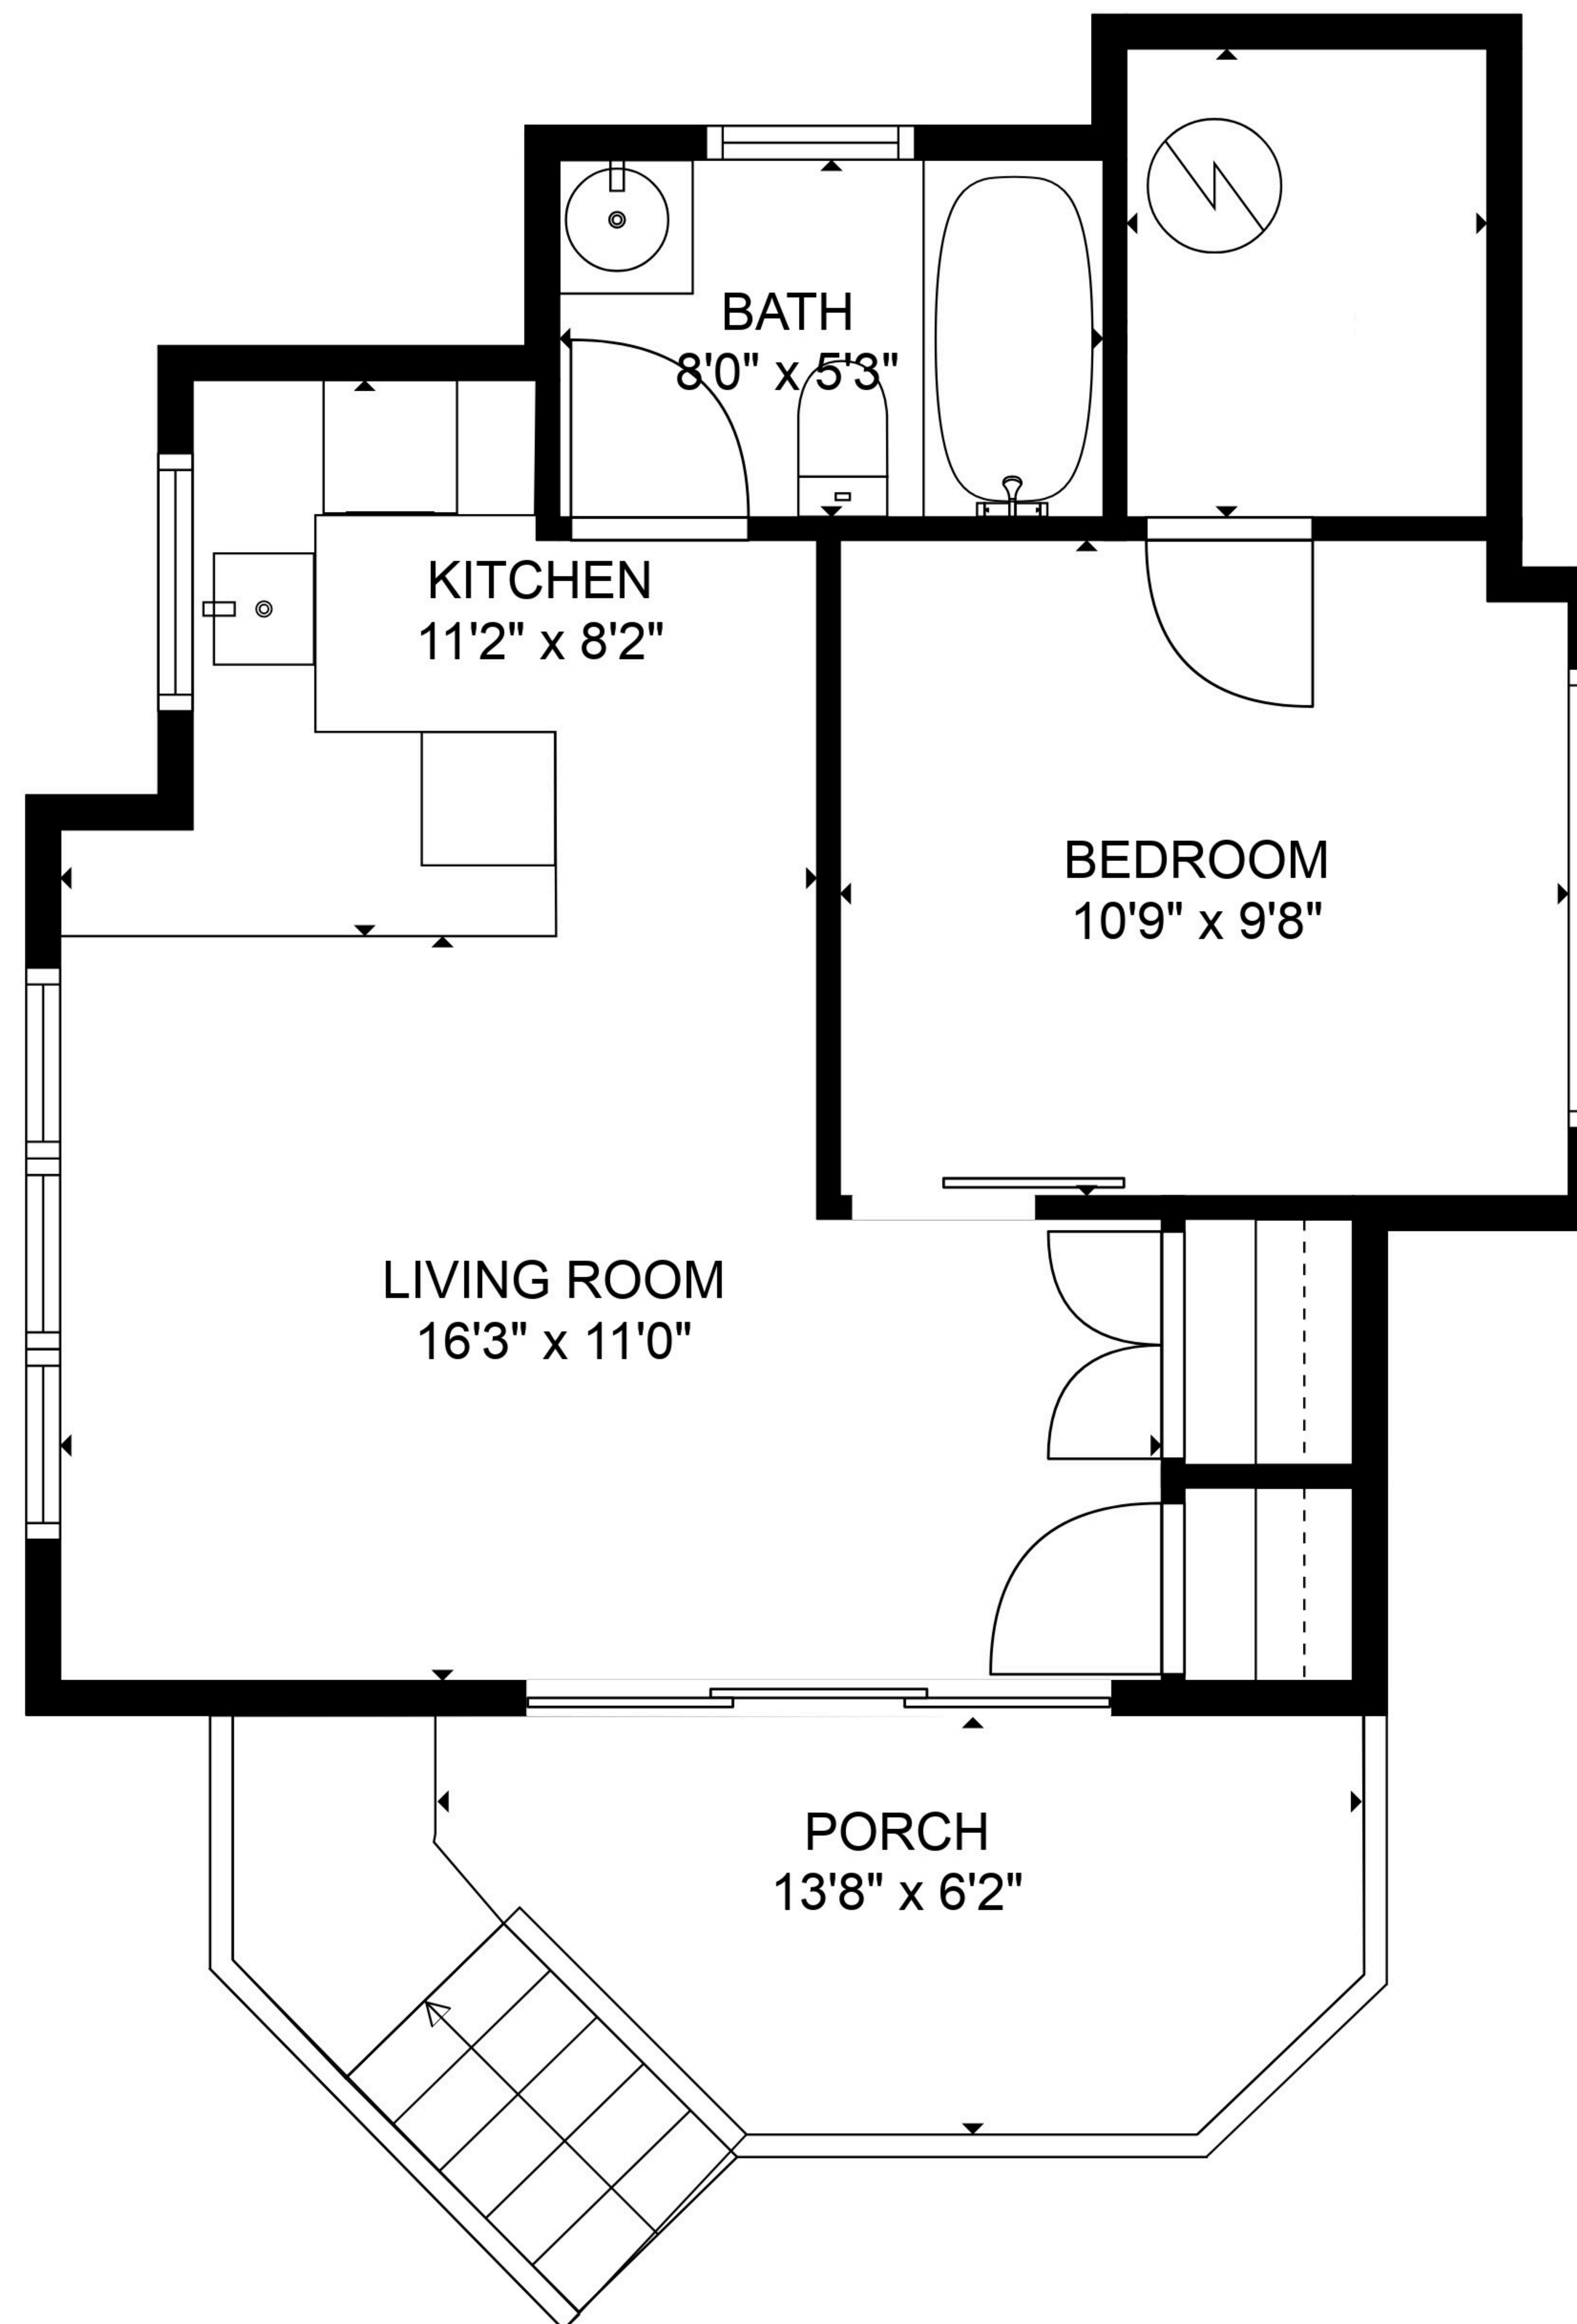 BATH
8'0" x 5'3"
KITCHEN
11'2" x 8'2"
BEDROOM
10'9" x 9'8"
LIVING ROOM
16'3" x 11'0"
PORCH
13'8" x 6'2"